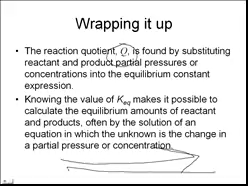 Wrapping it up
• The reaction quotient, Q, is found by substituting
reactant and product partial pressures or
concentrations into the equilibrium constant
expression.
• Knowing the value of Keq makes it possible to
calculate the equilibrium amounts of reactant
and products, often by the solution of an
equation in which the unknown is the change in
a partial pressure or concentration.